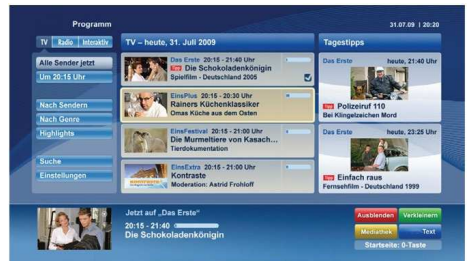 Programm
31.07.09 | 20:20
TV Radio Interaktiv
TV – heute, 31. Juli 2009
Tagestipps
Alle Sender jetzt
Um 20:15 Uhr
Nach Sendern
Nach Genre
Highlights
Suche
Einstellungen
Das Erste 20:15 - 21:40 Uhr
Tipp Die Schokoladenkönigin
Spielfilm - Deutschland 2005
EinsPlus 20:15 - 20:30 Uhr
Rainers Küchenklassiker
Omas Küche aus dem Osten
EinsFestival 20:15 - 21:00 Uhr
Die Murmeltiere von Kasach...
Tierdokumentation
EinsExtra 20:15 - 21:00 Uhr
Kontraste
Moderation: Astrid Frohloff
Das Erste heute, 21:40 Uhr
Tipp Polizeiruf 110
Bei Klingelzeichen Mord
Das Erste heute, 23:25 Uhr
Tipp Einfach raus
Fernsehfilm - Deutschland 1999
Jetzt auf „Das Erste“
20:15 - 21:40
Die Schokoladenkönigin
Ausblenden Verkleinern
Mediathek Text
Startseite: 0-Taste